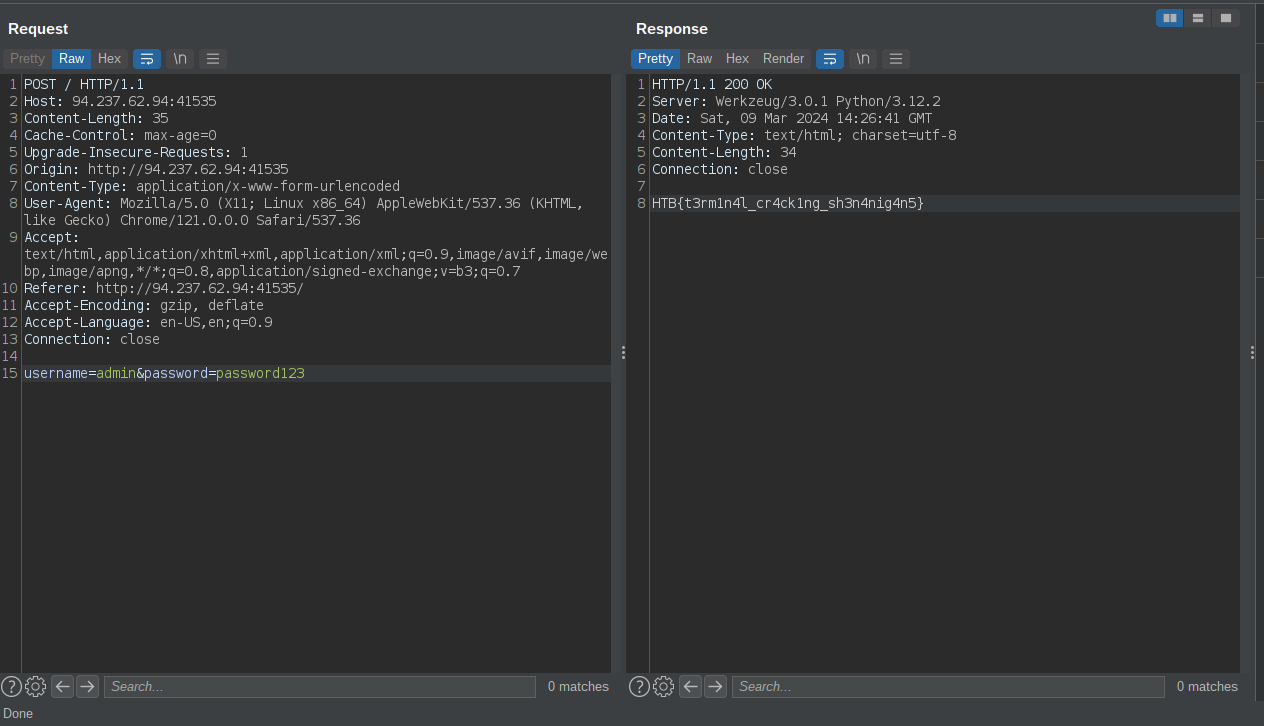 Request
Pretty Raw Hex \n
1 POST / HTTP/1.1
2 Host: 94.237.62.94:41535
3 Content-Length: 35
4 Cache-Control: max-age=0
5 Upgrade-Insecure-Requests: 1
6 Origin: http://94.237.62.94:41535
7 Content-Type: application/x-www-form-urlencoded
8 User-Agent: Mozilla/5.0 (X11; Linux x86_64) AppleWebKit/537.36 (KHTML,
like Gecko) Chrome/121.0.0.0 Safari/537.36
9 Accept:
text/html,application/xhtml+xml,application/xml;q=0.9,image/avif,image/we
bp,image/apng,*/*;q=0.8,application/signed-exchange;v=b3;q=0.7
10 Referer: http://94.237.62.94:41535/
11 Accept-Encoding: gzip, deflate
12 Accept-Language: en-US,en;q=0.9
13 Connection: close
14
15 username=admin&password=password123
? Search... 0 matches
Response
Pretty Raw Hex Render \n
1 HTTP/1.1 200 OK
2 Server: Werkzeug/3.0.1 Python/3.12.2
3 Date: Sat, 09 Mar 2024 14:26:41 GMT
4 Content-Type: text/html; charset=utf-8
5 Content-Length: 34
6 Connection: close
7
8 HTB{t3rm1n4l_cr4ck1ng_sh3n4nig4n5}
? Search... 0 matches
Done